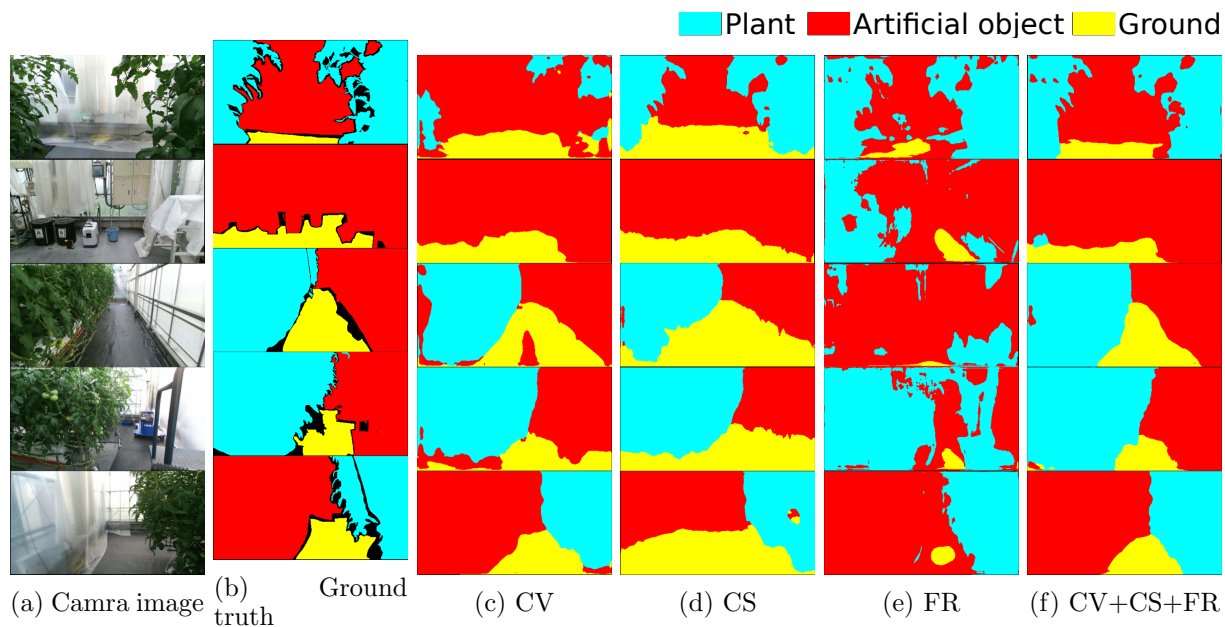 Plant Artificial object Ground
(a) Camra image
(b) Ground
truth
(c) CV
(d) CS
(e) FR
(f) CV+CS+FR